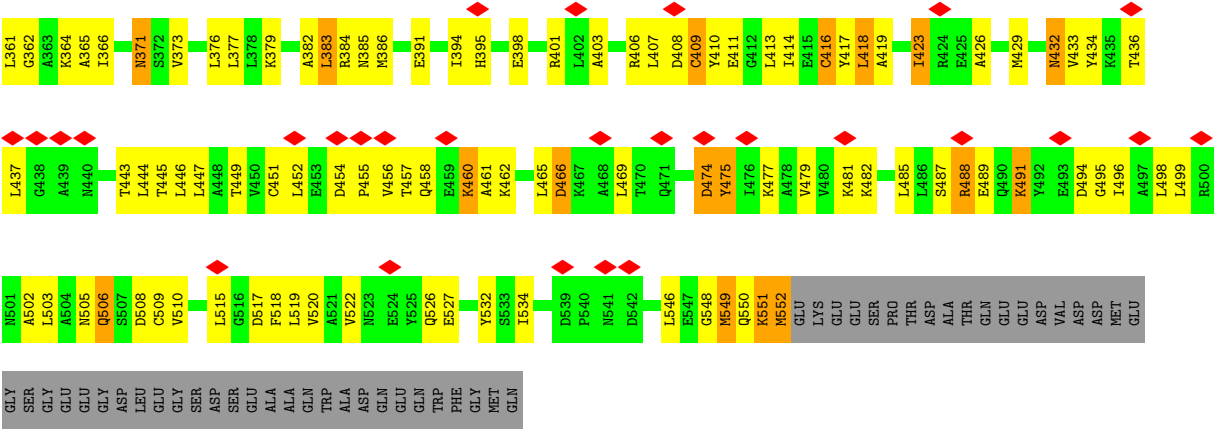 L361 G362 A363 K364 A365 I366 N371 S372 V373 L376 L377 L378 K379 A382 L383 R384 N385 M386 E391 I394 H395 E398 R401 L402 A403 R406 L407 D408 C409 Y410 E411 G412 L413 I414 E415 C416 Y417 L418 A419 I423 R424 E425 A426 M429 N432 V433 Y434 K435 T436
L437 G438 A439 N440 T443 L444 T445 L446 L447 A448 T449 V450 C451 L452 E453 D454 P455 V456 T457 Q458 E459 K460 A461 K462 L465 D466 K467 A468 L469 T470 Q471 D474 Y475 I476 K477 A478 V479 V480 K481 K482 L485 L486 S487 R488 E489 Q490 K491 Y492 E493 D494 G495 I496 A497 L498 L499 R500
N501 A502 L503 A504 N505 Q506 S507 D508 C509 V510 L515 G516 D517 F518 L519 V520 A521 V522 N523 E524 Y525 Q526 E527 Y532 S533 I534 D539 P540 N541 D542 L546 E547 G548 M549 Q550 K551 M552 GLU LYS GLU GLU SER PRO THR ASP ALA THR GLN GLU GLU ASP VAL ASP ASP MET GLU
GLY SER GLY GLU GLU GLY ASP LEU GLU GLY SER ASP SER GLU ALA ALA GLN TRP ALA ASP GLN GLU GLN TRP PHE GLY MET GLN